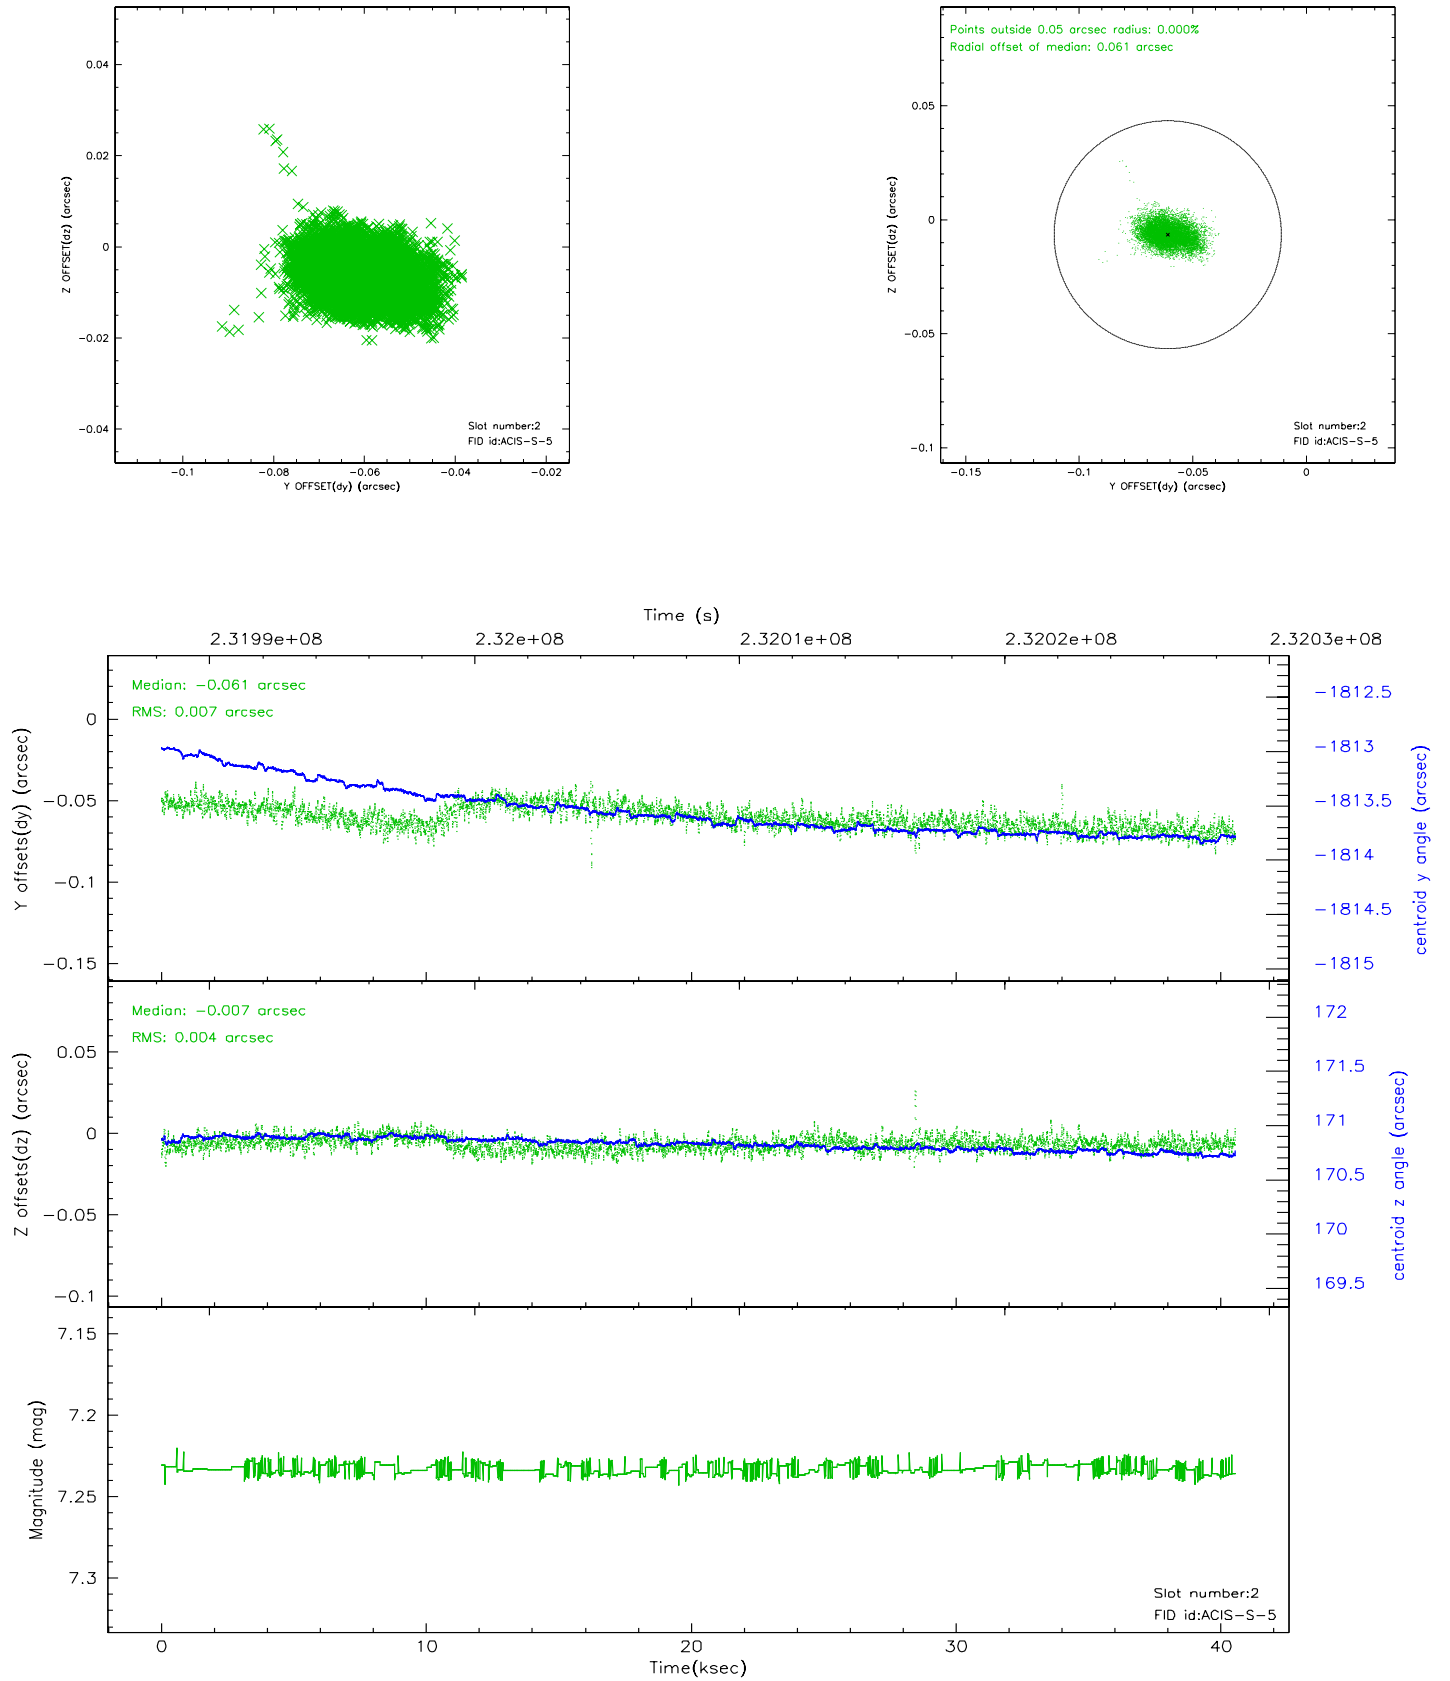 0.04
0.02
0
−0.02
−0.04
Z OFFSET(dz) (arcsec)
Slot number:2
FID id:ACIS−S−5
−0.1
−0.08
−0.06
−0.04
−0.02
Y OFFSET(dy) (arcsec)
Points outside 0.05 arcsec radius: 0.000%
Radial offset of median: 0.061 arcsec
0.05
0
−0.05
−0.1
Z OFFSET(dz) (arcsec)
Slot number:2
FID id:ACIS−S−5
−0.15
−0.1
−0.05
0
Y OFFSET(dy) (arcsec)
Time (s)
2.3199e+08
2.32e+08
2.3201e+08
2.3202e+08
2.3203e+08
Median: −0.061 arcsec
RMS: 0.007 arcsec
0
−0.05
−0.1
−0.15
Y offsets(dy) (arcsec)
−1812.5
−1813
−1813.5
−1814
−1814.5
−1815
centroid y angle (arcsec)
Median: −0.007 arcsec
RMS: 0.004 arcsec
0.05
0
−0.05
−0.1
Z offsets(dz) (arcsec)
172
171.5
171
170.5
170
169.5
centroid z angle (arcsec)
7.15
7.2
7.25
7.3
Magnitude (mag)
Slot number:2
FID id:ACIS−S−5
0
10
20
30
40
Time(ksec)